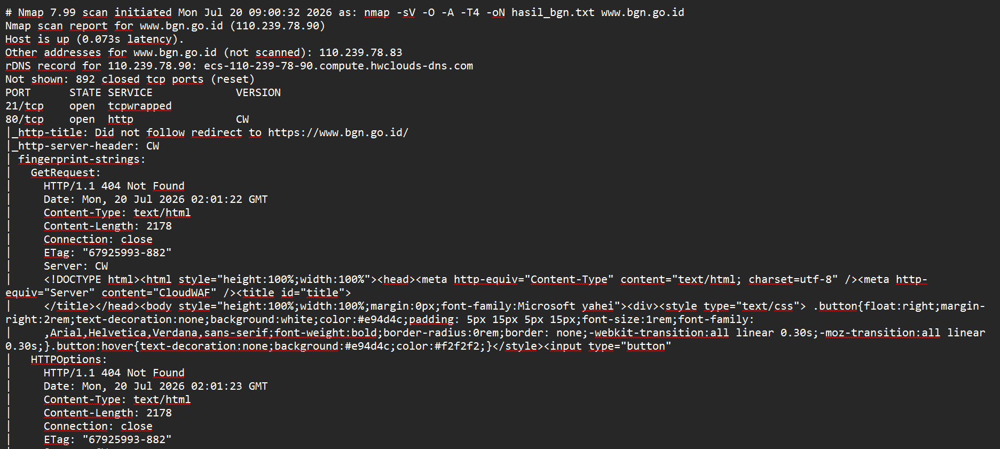 # Nmap 7.99 scan initiated Mon Jul 20 09:00:32 2026 as: nmap -sV -O -A -T4 -oN hasil_bgn.txt www.bgn.go.id
Nmap scan report for www.bgn.go.id (110.239.78.90)
Host is up (0.073s latency).
Other addresses for www.bgn.go.id (not scanned): 110.239.78.83
rDNS record for 110.239.78.90: ecs-110-239-78-90.compute.hwclouds-dns.com
Not shown: 892 closed tcp ports (reset)
PORT      STATE SERVICE             VERSION
21/tcp    open  tcpwrapped
80/tcp    open  http                CW
|_http-title: Did not follow redirect to https://www.bgn.go.id/
|_http-server-header: CW
| fingerprint-strings:
|   GetRequest:
|     HTTP/1.1 404 Not Found
|     Date: Mon, 20 Jul 2026 02:01:22 GMT
|     Content-Type: text/html
|     Content-Length: 2178
|     Connection: close
|     ETag: "67925993-882"
|     Server: CW
|     <!DOCTYPE html><html style="height:100%;width:100%"><head><meta http-equiv="Content-Type" content="text/html; charset=utf-8" /><meta http-
equiv="Server" content="CloudWAF" /><title id="title">
|     </title></head><body style="height:100%;width:100%;margin:0px;font-family:Microsoft yahei"><div><style type="text/css"> .button{float:right;margin-
right:2rem;text-decoration:none;background:white;color:#e94d4c;padding: 5px 15px 5px 15px;font-size:1rem;font-family:
|     ,Arial,Helvetica,Verdana,sans-serif;font-weight:bold;border-radius:0rem;border: none;-webkit-transition:all linear 0.30s;-moz-transition:all linear
0.30s;}.button:hover{text-decoration:none;background:#e94d4c;color:#f2f2f2;}</style><input type="button"
|   HTTPOptions:
|     HTTP/1.1 404 Not Found
|     Date: Mon, 20 Jul 2026 02:01:23 GMT
|     Content-Type: text/html
|     Content-Length: 2178
|     Connection: close
|     ETag: "67925993-882"